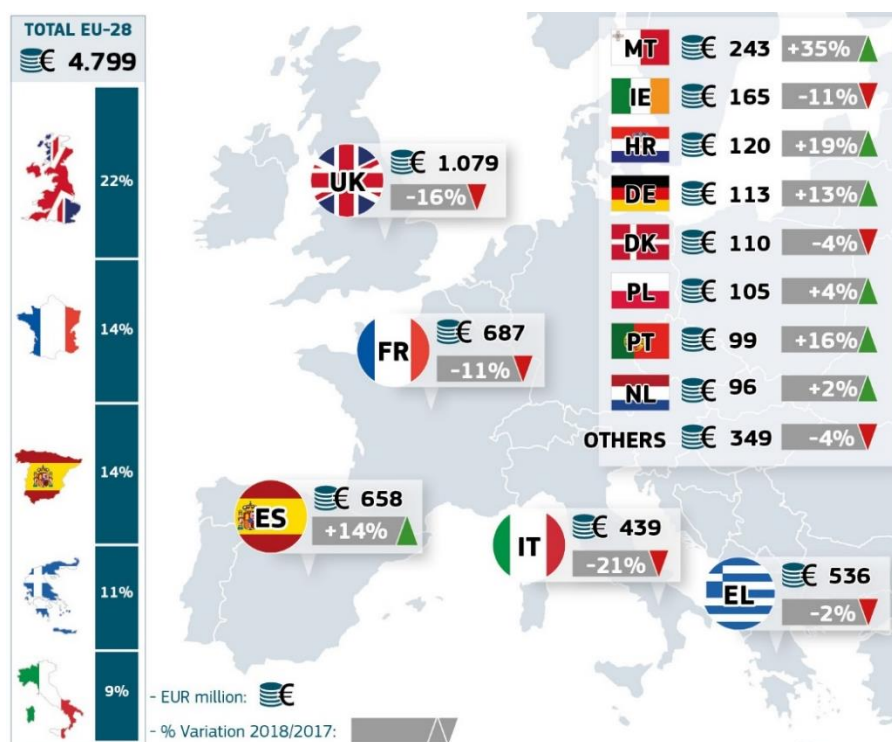 TOTAL EU-28
€ 4.799
22%
14%
14%
11%
9%
UK € 1.079
-16%
FR € 687
-11%
ES € 658
+14%
IT € 439
-21%
EL € 536
-2%
MT € 243 +35%
IE € 165 -11%
HR € 120 +19%
DE € 113 +13%
DK € 110 -4%
PL € 105 +4%
PT € 99 +16%
NL € 96 +2%
OTHERS € 349 -4%
- EUR million: €
- % Variation 2018/2017: